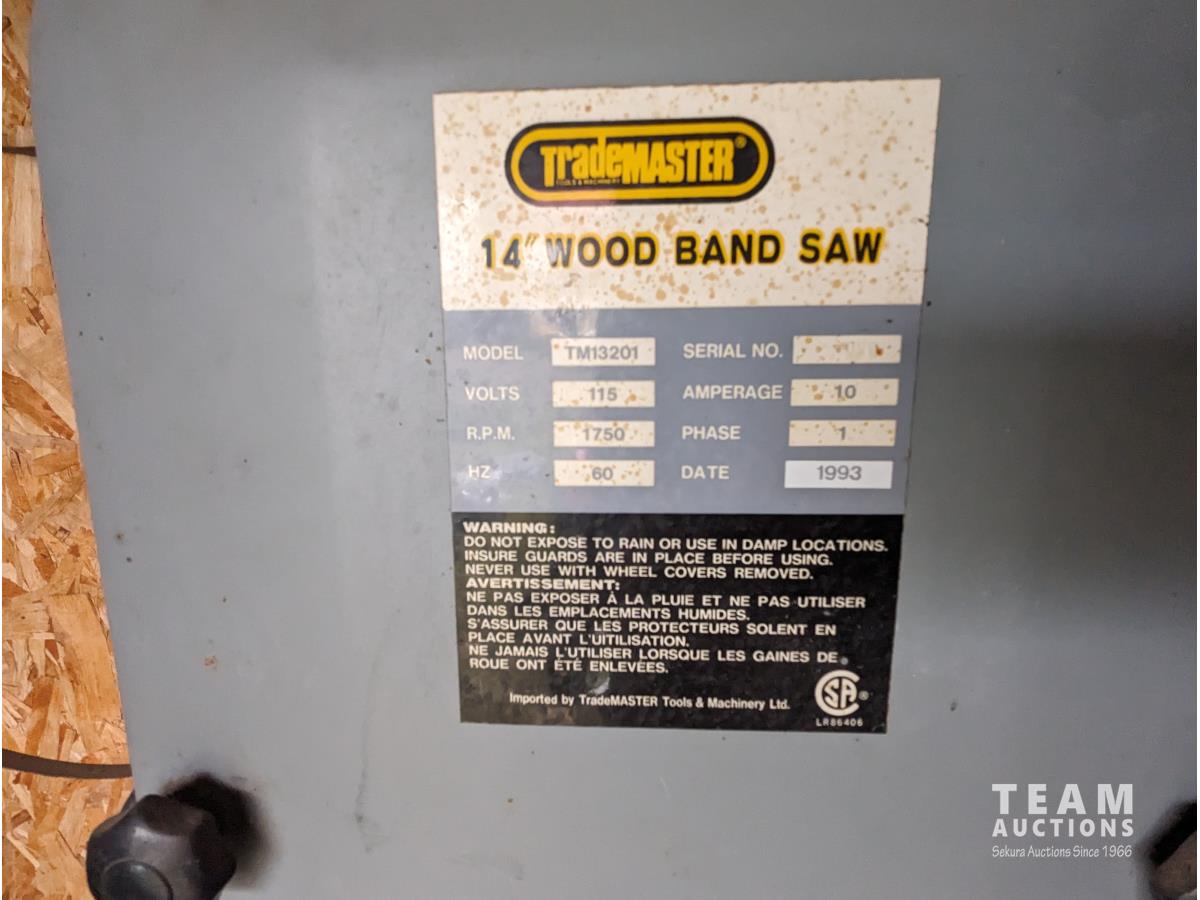 TradeMASTER®
TOOLS & MACHINERY
14" WOOD BAND SAW
MODEL TM13201 SERIAL NO.
VOLTS 115 AMPERAGE 10
R.P.M. 1750 PHASE 1
HZ 60 DATE 1993
WARNING:
DO NOT EXPOSE TO RAIN OR USE IN DAMP LOCATIONS.
INSURE GUARDS ARE IN PLACE BEFORE USING.
NEVER USE WITH WHEEL COVERS REMOVED.
AVERTISSEMENT:
NE PAS EXPOSER À LA PLUIE ET NE PAS UTILISER
DANS LES EMPLACEMENTS HUMIDES.
S'ASSURER QUE LES PROTECTEURS SOLENT EN
PLACE AVANT L'UITILISATION.
NE JAMAIS L'UTILISER LORSQUE LES GAINES DE
ROUE ONT ÉTÉ ENLEVÉES.
Imported by TradeMASTER Tools & Machinery Ltd.
SA®
LR86406
TEAM
AUCTIONS
Sekura Auctions Since 1966